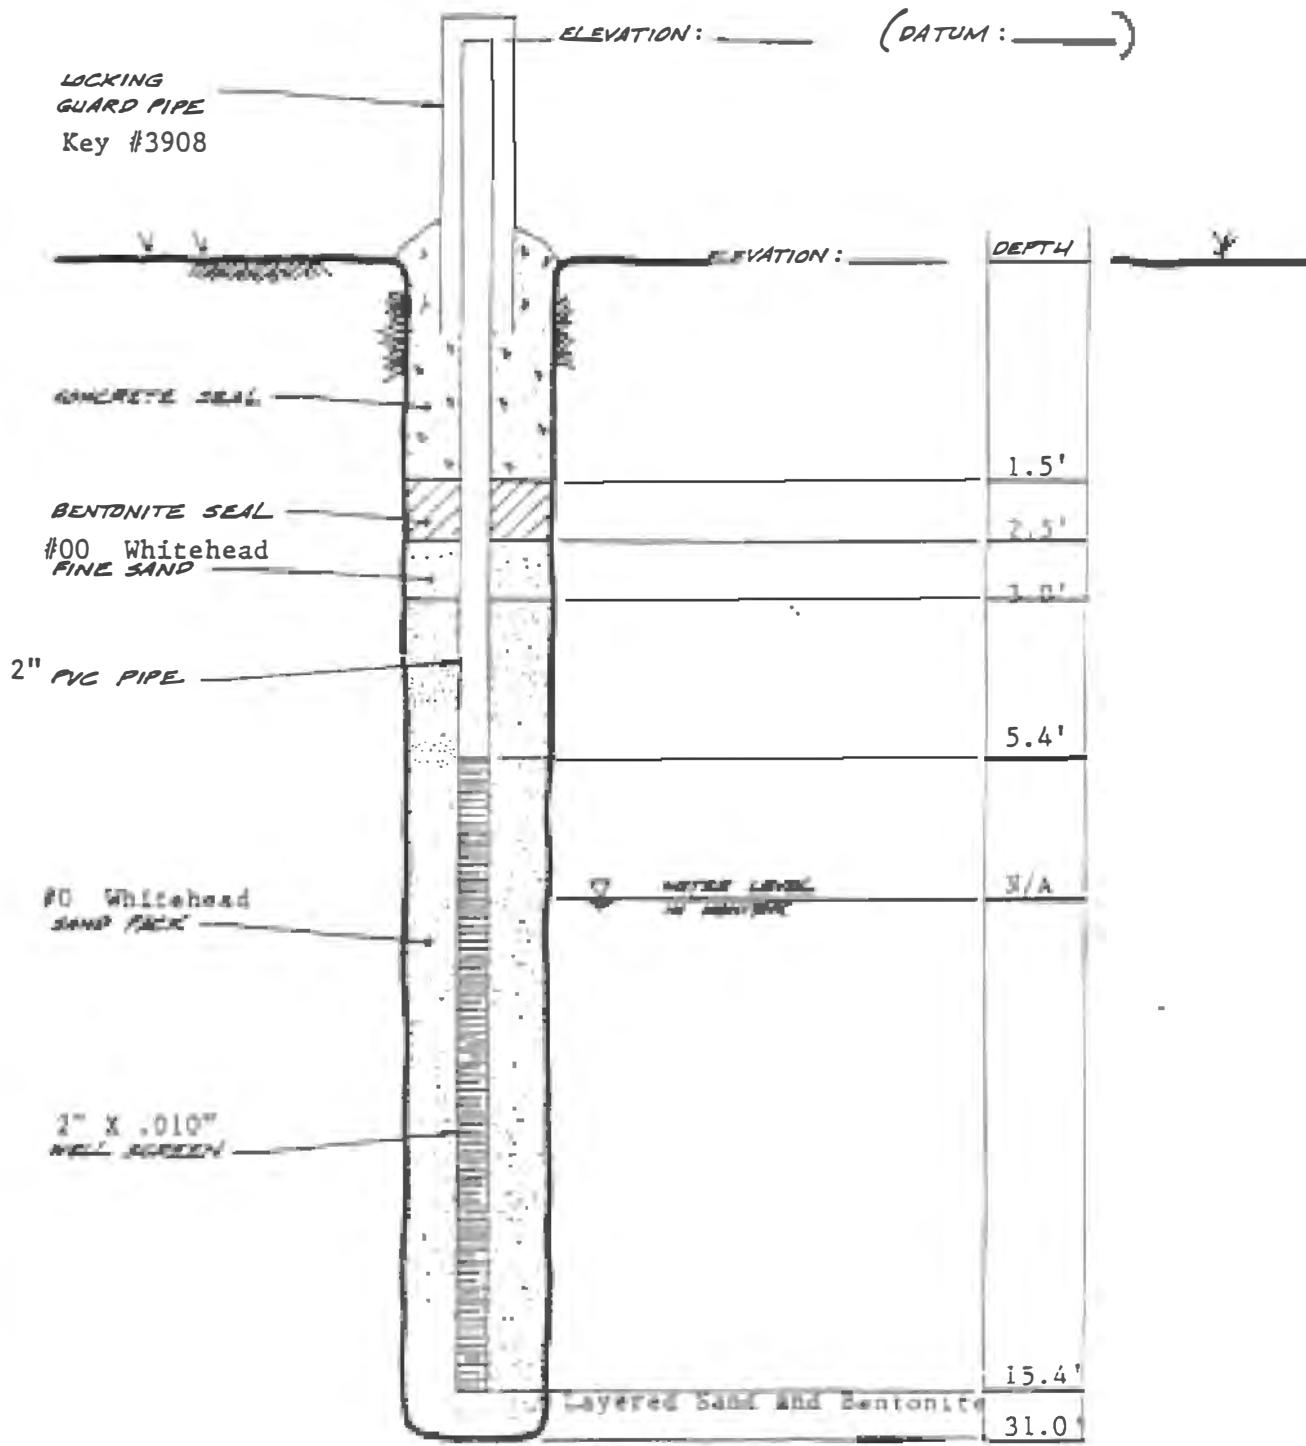 ELEVATION: (DATUM: )
LOCKING
GUARD PIPE
Key #3908
ELEVATION:
DEPTH
CONCRETE SEAL
1.5'
BENTONITE SEAL
2.5'
#00 Whitehead
FINE SAND
3.0'
2" PVC PIPE
5.4'
#0 Whitehead
SAND PACK
WATER LEVEL
N/A
2" X .010"
WELL SCREEN
15.4'
Layered Sand And Bentonite
31.0'